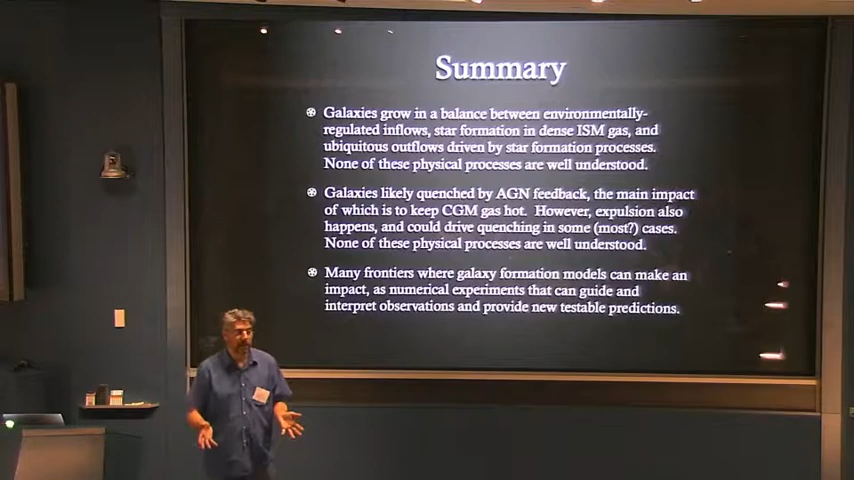 Summary
Galaxies grow in a balance between environmentally-
regulated inflows, star formation in dense ISM gas, and
ubiquitous outflows driven by star formation processes.
None of these physical processes are well understood.
Galaxies likely quenched by AGN feedback, the main impact
of which is to keep CGM gas hot. However, expulsion also
happens, and could drive quenching in some (most?) cases.
None of these physical processes are well understood.
Many frontiers where galaxy formation models can make an
impact, as numerical experiments that can guide and
interpret observations and provide new testable predictions.